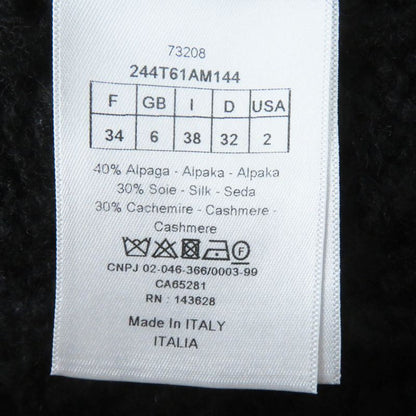 73208
244T61AM144
F GB I D USA
34 6 38 32 2
40% Alpaga - Alpaka - Alpaka
30% Soie - Silk - Seda
30% Cachemire - Cashmere -
Cashmere
F
CNPJ 02-046-366/0003-99
CA65281
RN : 143628
Made In ITALY
ITALIA